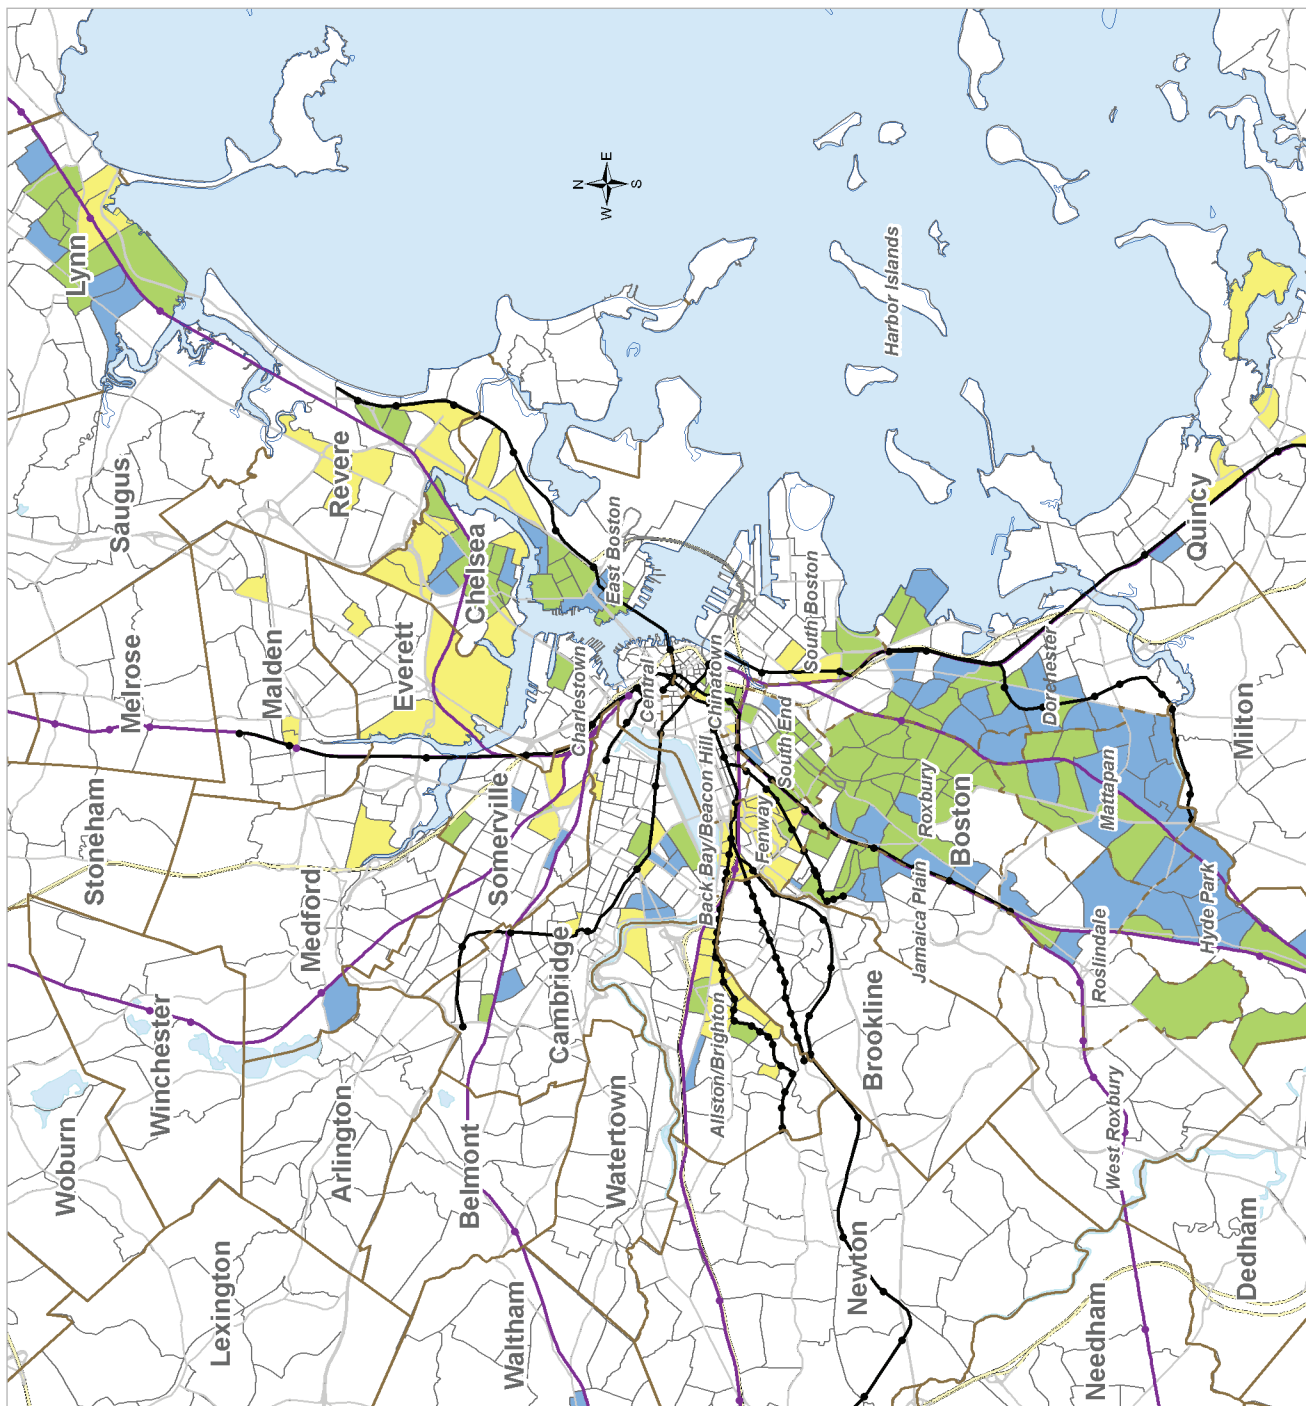 Woburn
Winchester
Stoneham
Melrose
Saugus
Lynn
Lexington
Arlington
Medford
Malden
Revere
Everett
Waltham
Belmont
Somerville
Chelsea
Cambridge
Charlestown
East Boston
Watertown
Central
N
W
E
S
Allston/Brighton
Back Bay/Beacon Hill
Chinatown
Fenway
South End
South Boston
Newton
Brookline
Jamaica Plain
Roxbury
Boston
Harbor Islands
Needham
West Roxbury
Roslindale
Mattapan
Dorchester
Hyde Park
Dedham
Milton
Quincy